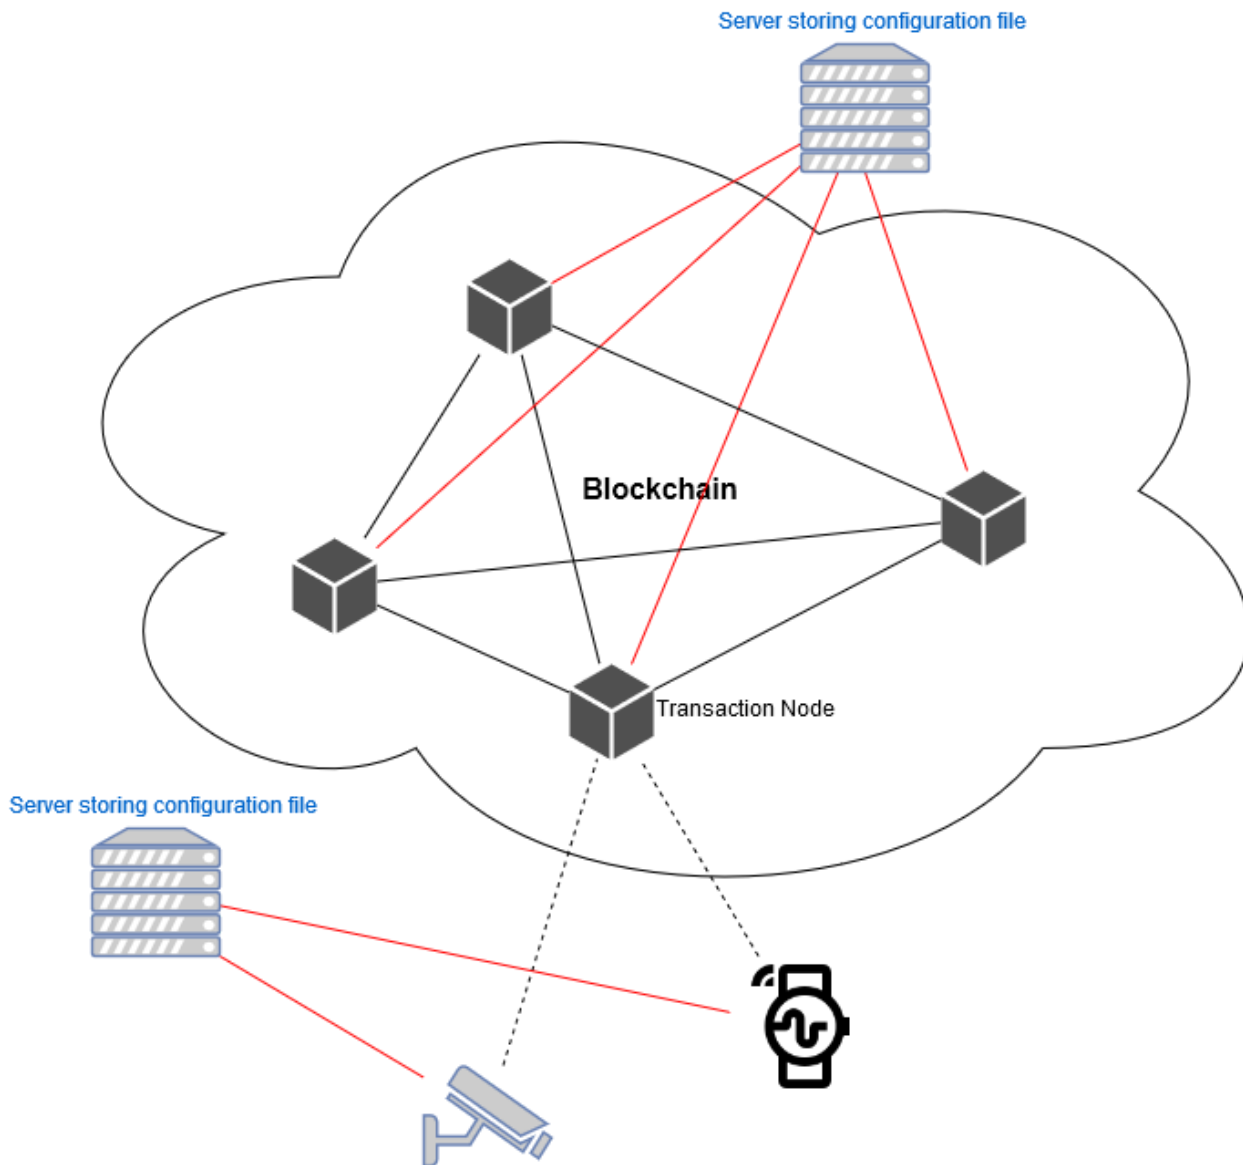 Server storing configuration file
Blockchain
Transaction Node
Server storing configuration file